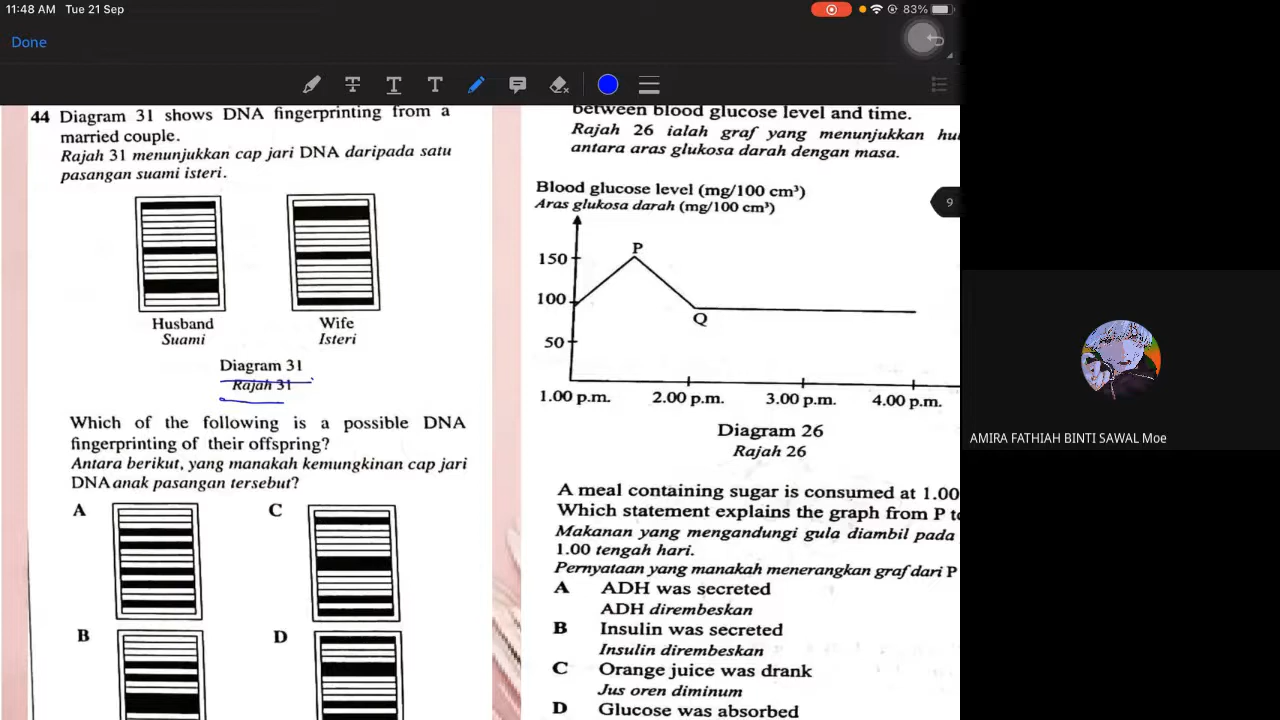 11:48 AM Tue 21 Sep
83%
Done
44 Diagram 31 shows DNA fingerprinting from a
married couple.
Rajah 31 menunjukkan cap jari DNA daripada satu
pasangan suami isteri.
Husband
Suami
Wife
Isteri
Diagram 31
Rajah 31
Which of the following is a possible DNA
fingerprinting of their offspring?
Antara berikut, yang manakah kemungkinan cap jari
DNA anak pasangan tersebut?
A
C
B
D
between blood glucose level and time.
Rajah 26 ialah graf yang menunjukkan hu
antara aras glukosa darah dengan masa.
Blood glucose level (mg/100 cm³)
Aras glukosa darah (mg/100 cm³)
9
P
150
100
Q
50
1.00 p.m. 2.00 p.m. 3.00 p.m. 4.00 p.m.
Diagram 26
Rajah 26
A meal containing sugar is consumed at 1.00
Which statement explains the graph from P to
Makanan yang mengandungi gula diambil pada
1.00 tengah hari.
Pernyataan yang manakah menerangkan graf dari P
A ADH was secreted
ADH dirembeskan
B Insulin was secreted
Insulin dirembeskan
C Orange juice was drank
Jus oren diminum
D Glucose was absorbed
AMIRA FATHIAH BINTI SAWAL Moe